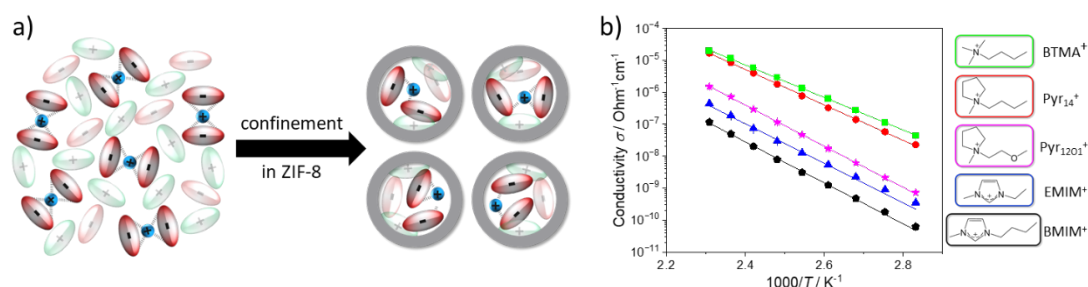 a)
confinement
in ZIF-8
b)
Conductivity σ / Ohm⁻¹cm⁻¹
10⁻⁴
10⁻⁵
10⁻⁶
10⁻⁷
10⁻⁸
10⁻⁹
10⁻¹⁰
10⁻¹¹
2.2 2.4 2.6 2.8
1000/T / K⁻¹
BTMA⁺
Pyr₁₄⁺
Pyr₁₂₀₁⁺
EMIM⁺
BMIM⁺
N
+
N
+
N
+
O
N
+
N
N
+
N